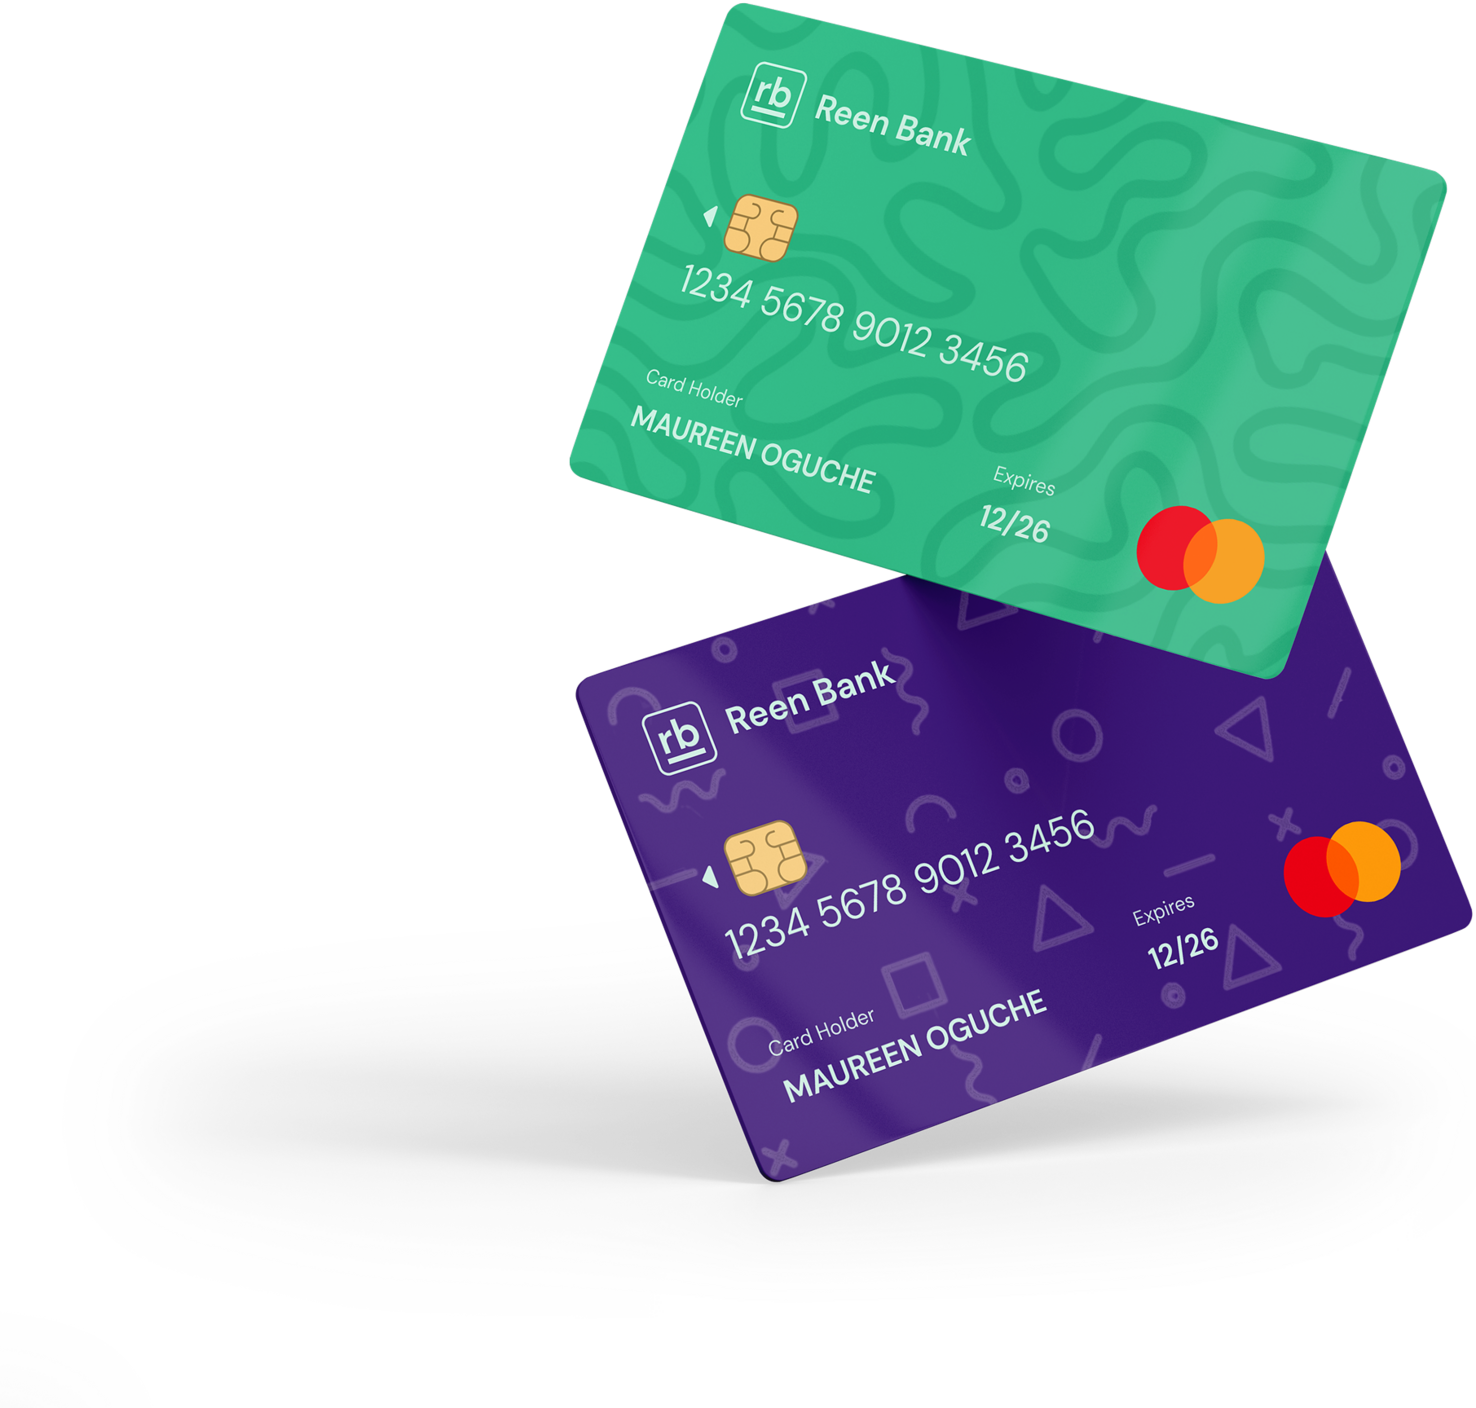 rb
Reen Bank
1234 5678 9012 3456
Card Holder
MAUREEN OGUCHE
Expires
12/26
rb
Reen Bank
1234 5678 9012 3456
Expires
12/26
Card Holder
MAUREEN OGUCHE